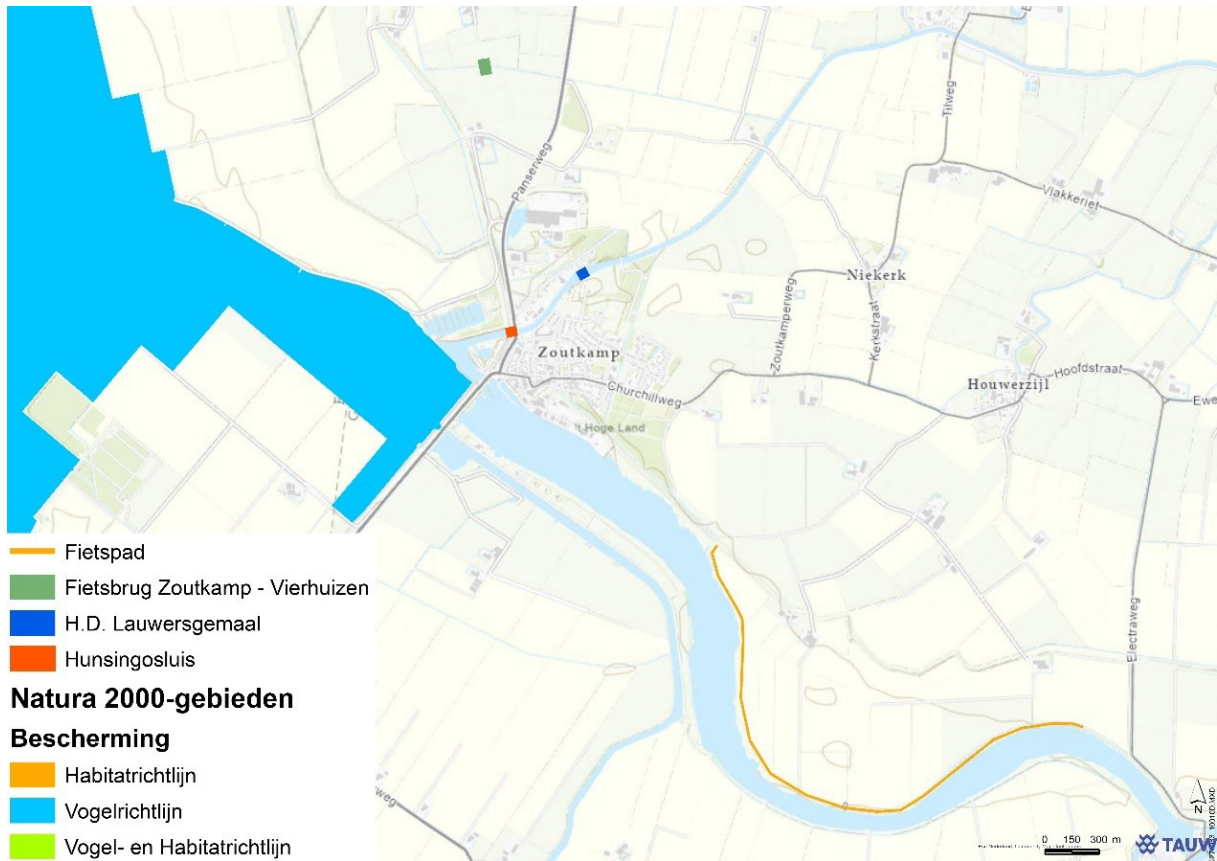 Panserweg
Tilweg
Vlakkeriet
Niekerk
Zoutkamperweg
Kerkstraat
Zoutkamp
Churchillweg
Houwerzijl
Hoofdstraat
Ewe
't Hoge Land
Electraweg
Fietspad
Fietsbrug Zoutkamp - Vierhuizen
H.D. Lauwersgemaal
Hunsingosluis
Natura 2000-gebieden
Bescherming
Habitatrichtlijn
Vogelrichtlijn
Vogel- en Habitatrichtlijn
N
0 150 300 m
TAUW